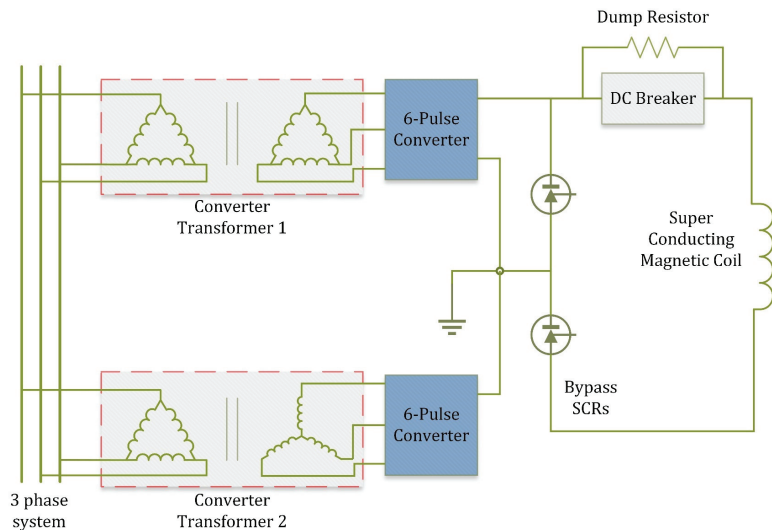 Dump Resistor
DC Breaker
6-Pulse
Converter
Converter
Transformer 1
Super
Conducting
Magnetic Coil
Bypass
SCRs
6-Pulse
Converter
3 phase
system
Converter
Transformer 2